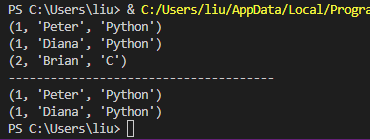 PS C:\Users\liu> & C:/Users/liu/AppData/Local/Progra
(1, 'Peter', 'Python')
(1, 'Diana', 'Python')
(2, 'Brian', 'C')
--------------------------------------
(1, 'Peter', 'Python')
(1, 'Diana', 'Python')
PS C:\Users\liu>